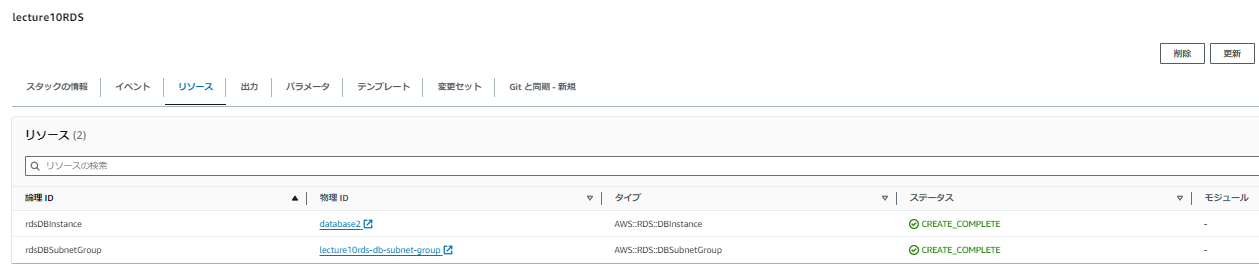 lecture10RDS
削除 更新
スタックの情報 イベント リソース 出力 パラメータ テンプレート 変更セット Git と同期 - 新規
リソース (2)
リソースの検索
論理 ID 物理 ID タイプ ステータス モジュール
rdsDBInstance database2 AWS::RDS::DBInstance CREATE_COMPLETE -
rdsDBSubnetGroup lecture10rds-db-subnet-group AWS::RDS::DBSubnetGroup CREATE_COMPLETE -